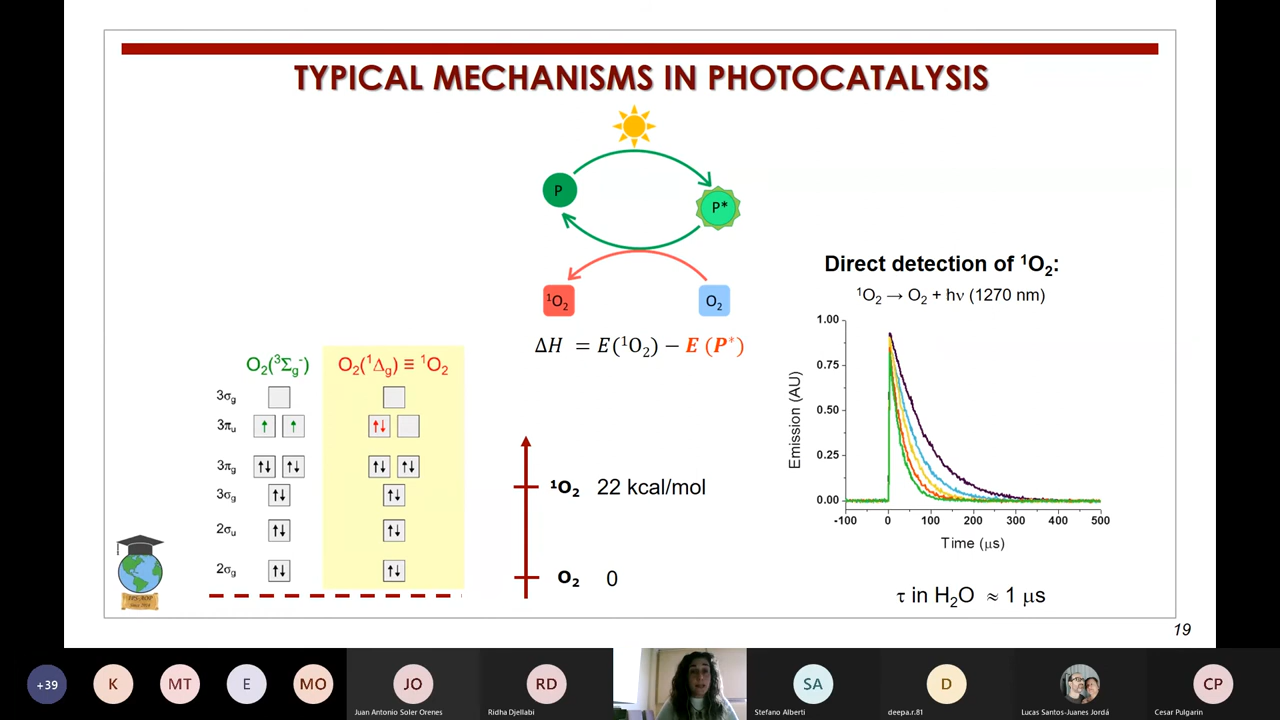 TYPICAL MECHANISMS IN PHOTOCATALYSIS
P
P*
¹O₂
O₂
ΔH = E(¹O₂) − E (P*)
Direct detection of ¹O₂:
¹O₂ → O₂ + hν (1270 nm)
1.00
0.75
0.50
0.25
0.00
Emission (AU)
-100 0 100 200 300 400 500
Time (μs)
τ in H₂O ≈ 1 μs
O₂(³Σg⁻)
O₂(¹Δg) ≡ ¹O₂
3σg
3πu
3πg
3σg
2σu
2σg
¹O₂ 22 kcal/mol
O₂ 0
19
+39
K
MT
E
MO
JO
Juan Antonio Soler Orenes
RD
Ridha Djellabi
SA
Stefano Alberti
D
deepa.r.81
Lucas Santos-Juanes Jordá
CP
Cesar Pulgarin